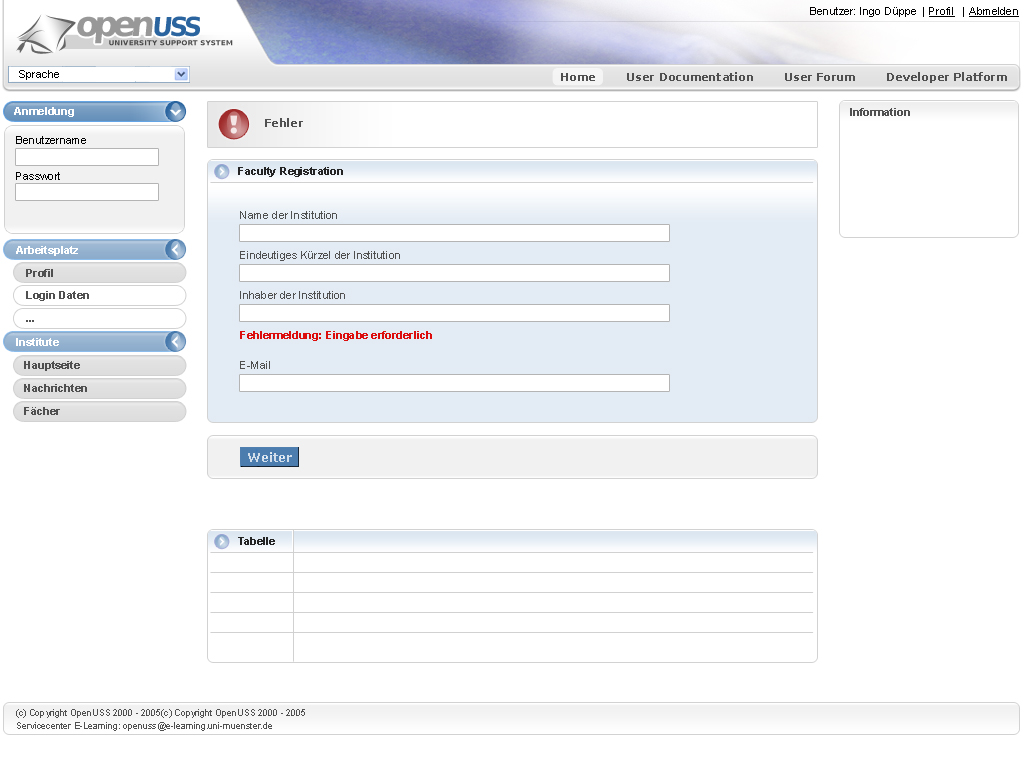 Benutzer: Ingo Düppe | Profil | Abmelden
openUSS
UNIVERSITY SUPPORT SYSTEM
Sprache
Home User Documentation User Forum Developer Platform
Anmeldung
Benutzername
Passwort
Arbeitsplatz
Profil
Login Daten
...
Institute
Hauptseite
Nachrichten
Fächer
Fehler
Faculty Registration
Name der Institution
Eindeutiges Kürzel der Institution
Inhaber der Institution
Fehlermeldung: Eingabe erforderlich
E-Mail
Weiter
Tabelle
Information
(c) Copyright OpenUSS 2000 - 2005(c) Copyright OpenUSS 2000 - 2005
Servicecenter E-Learning: openuss@e-learning.uni-muenster.de